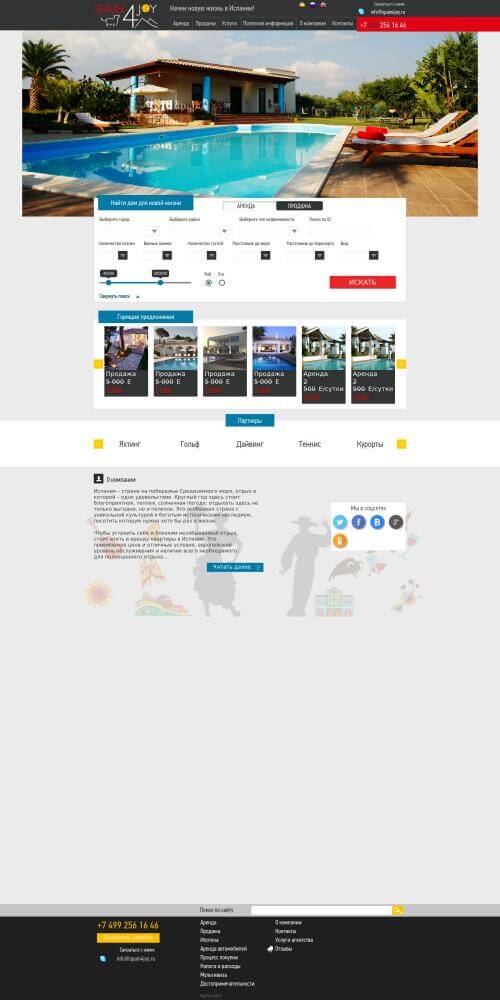 SPAIN 4 JOY
Начни новую жизнь в Испании!
Связаться с нами:
info@spain4joy.ru
Аренда Продажа Услуги Полезная информация О компании Контакты
+7 256 16 46
Найти дом для новой жизни
АРЕНДА ПРОДАЖА
Выберите город Выберите район Выберите тип недвижимости Поиск по ID
Количество спален Ванных комнат Количество гостей Расстояние до моря Расстояние до Аэропорта Вид
Rub Eur
ИСКАТЬ
Свернуть поиск
Горящие предложения
Продажа Продажа Продажа Продажа Аренда Аренда
5 000 E 5 000 E 5 000 E 5 000 E 2 2
500 E/сутки 500 E/сутки
Партнеры
Яхтинг Гольф Дайвинг Теннис Курорты
О компании
Испания – страна на побережье Средиземного моря, отдых в
которой – одно удовольствие. Круглый год здесь стоит
благоприятная, теплая, солнечная погода: отдыхать здесь не
только выгодно, но и полезно. Это особенная страна с
уникальной культурой и богатым историческим наследием,
посетить которую нужно хотя бы раз в жизни.
Чтобы устроить себе и близким незабываемый отдых,
стоит взять в аренду квартиры в Испании. Это
приемлемая цена и отличные условия, европейский
уровень обслуживания и наличие всего необходимого
для полноценного отдыха...
Читать далее
Мы в соцсетях
Поиск по сайту
+7 499 256 16 46
Связаться с нами:
info@spain4joy.ru
Аренда
Продажа
Ипотека
Аренда автомобилей
Процесс покупки
Налоги и расходы
Мультивиза
Достопримечательности
Карта сайта
О компании
Контакты
Услуги агентства
Отзывы